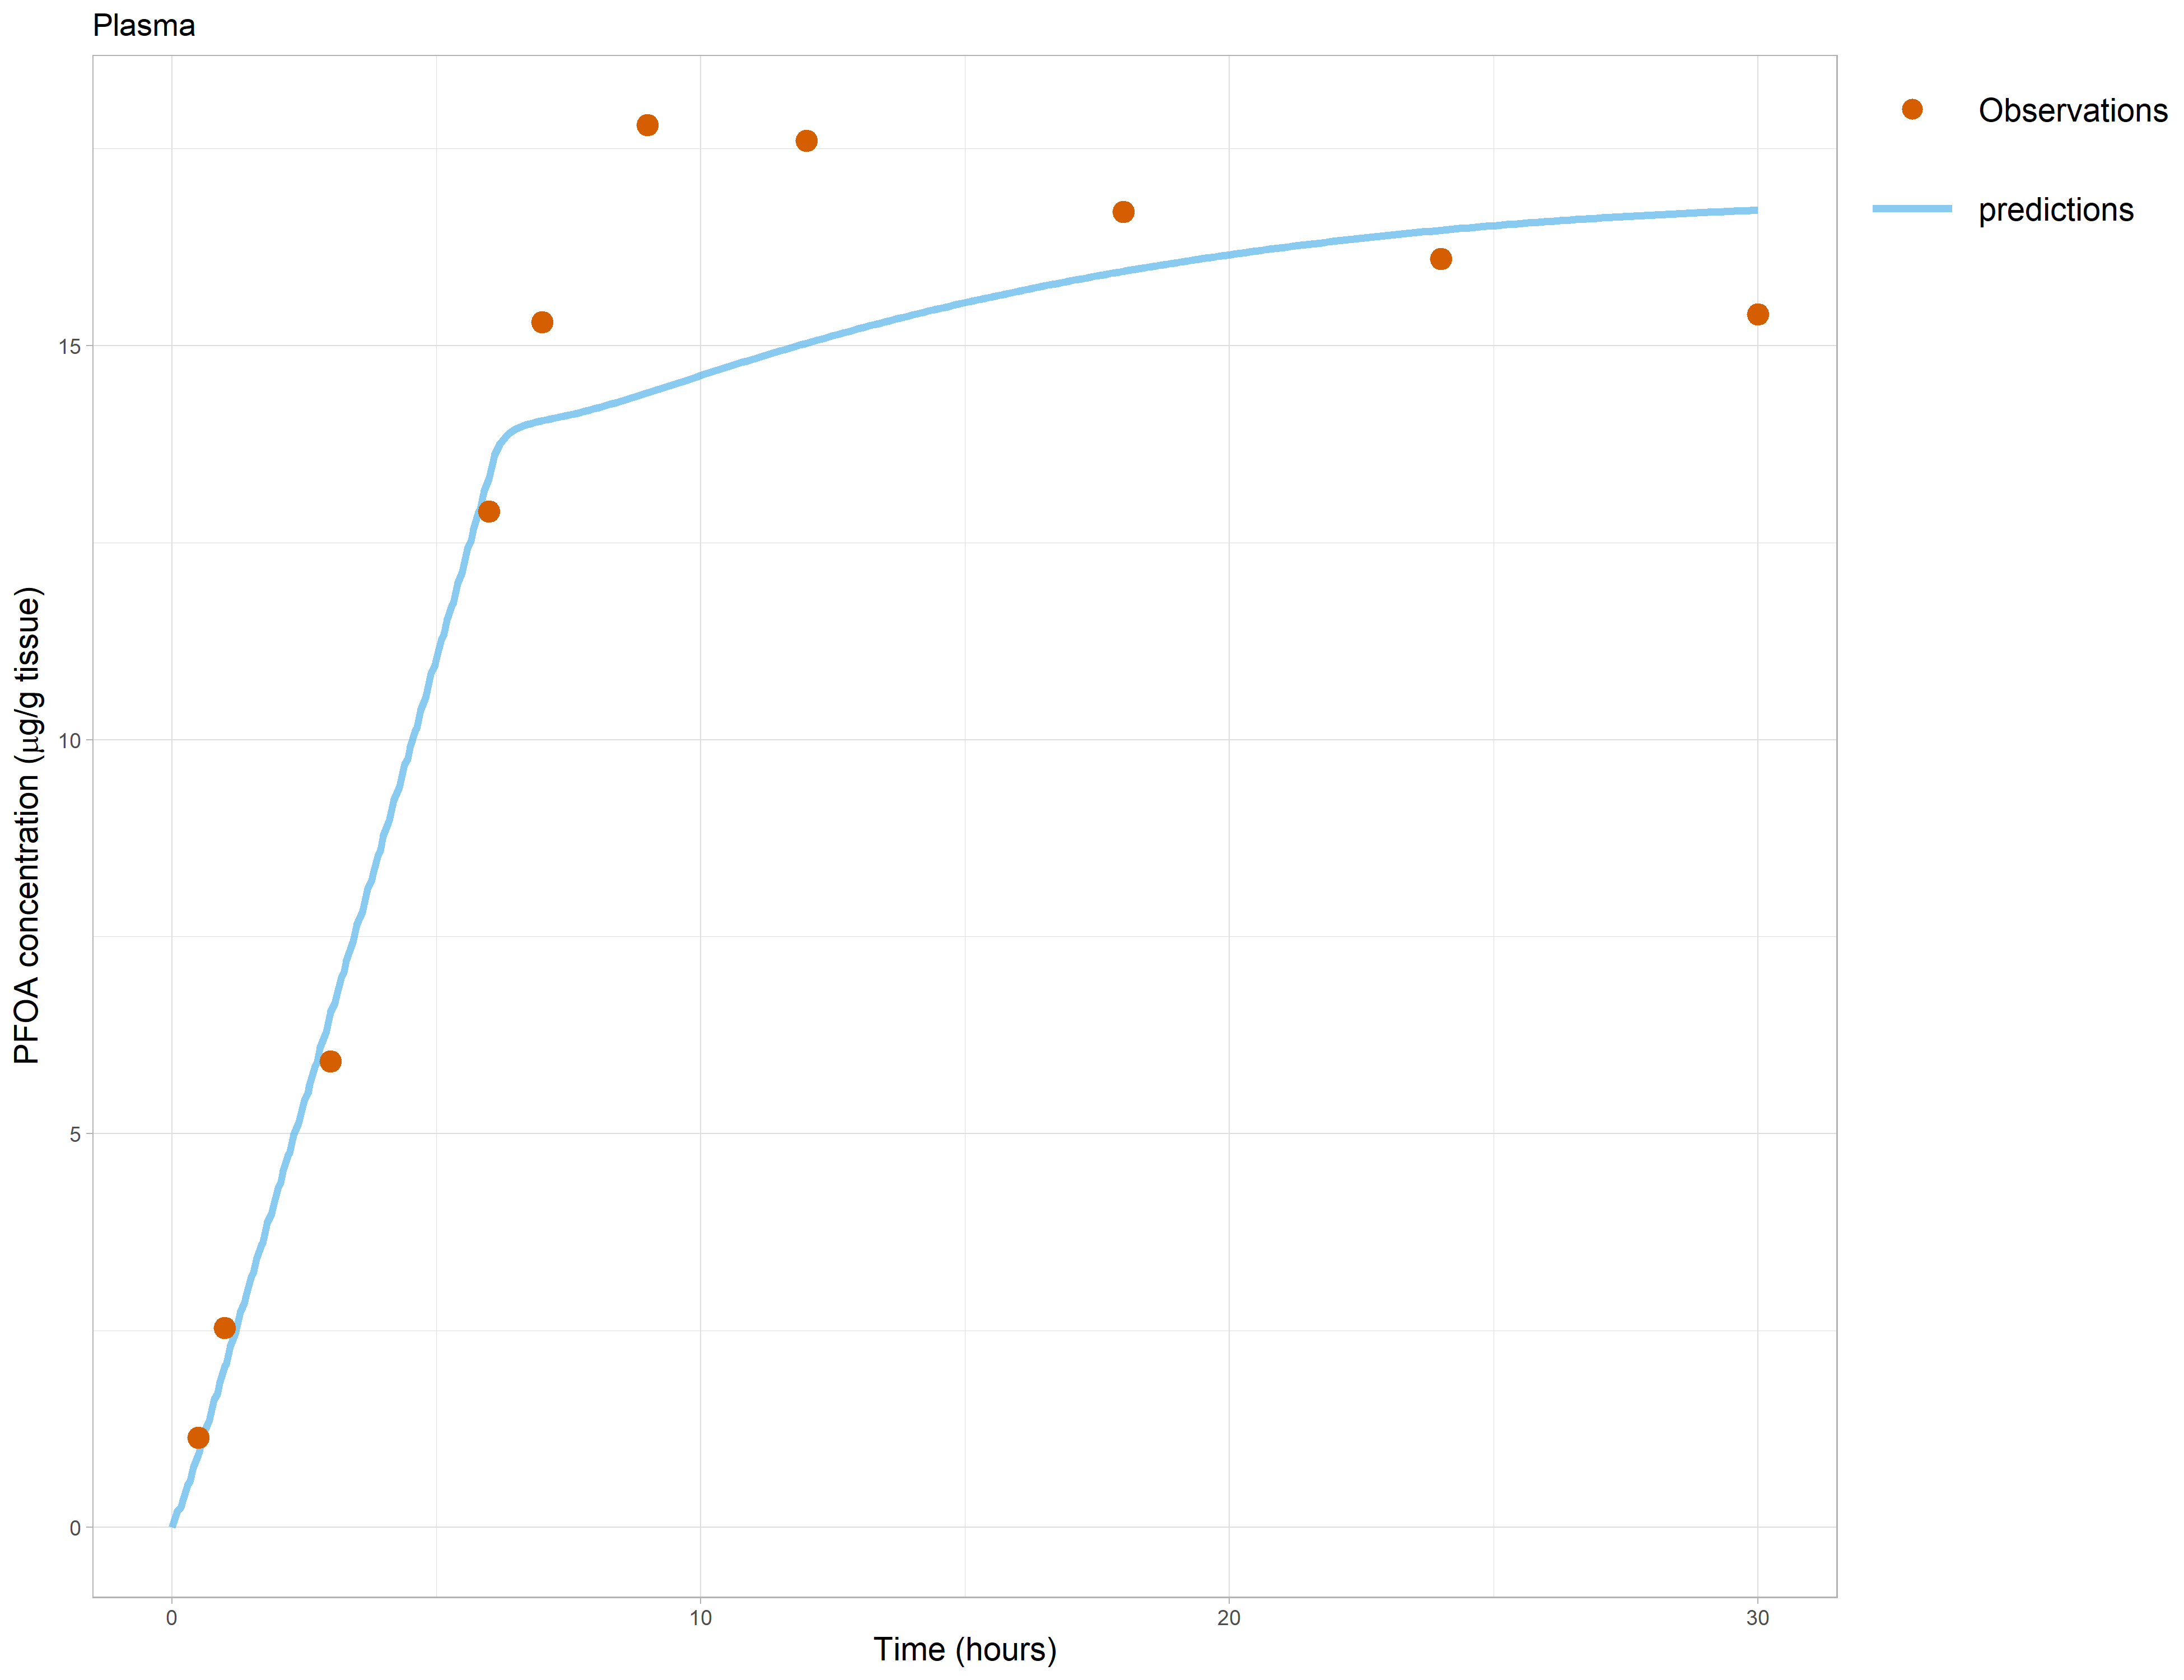 Plasma
Observations
predictions
PFOA concentration (μg/g tissue)
15
10
5
0
0 10 20 30
Time (hours)